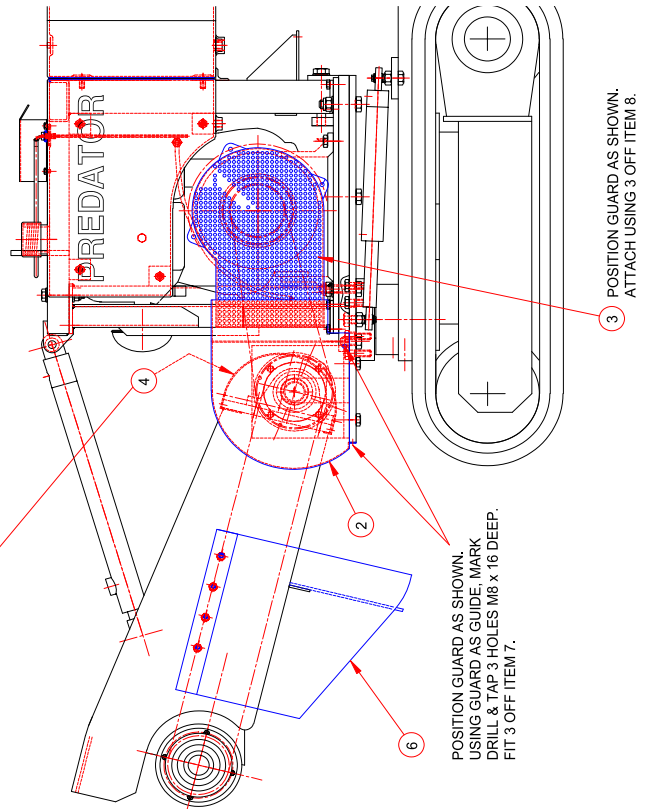 PREDATOR
4
2
6
POSITION GUARD AS SHOWN.
USING GUARD AS GUIDE, MARK
DRILL & TAP 3 HOLES M8 x 16 DEEP.
FIT 3 OFF ITEM 7.
3
POSITION GUARD AS SHOWN.
ATTACH USING 3 OFF ITEM 8.